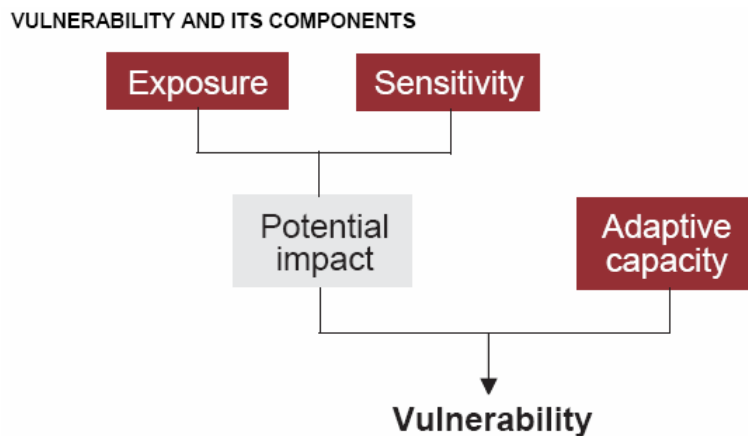 VULNERABILITY AND ITS COMPONENTS
Exposure
Sensitivity
Potential
impact
Adaptive
capacity
Vulnerability